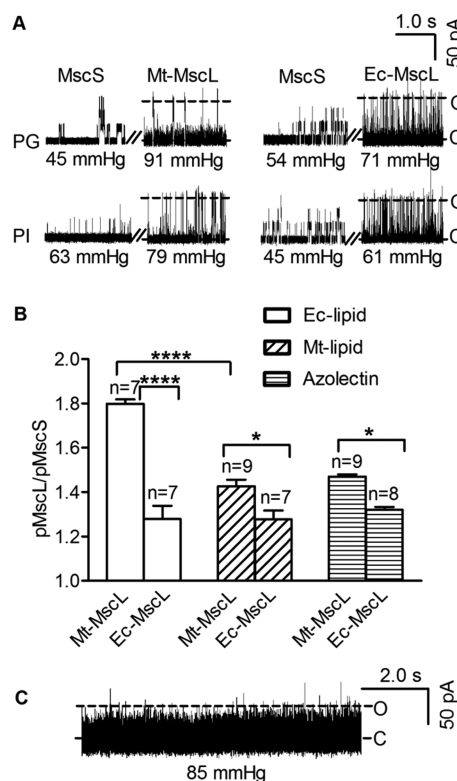 A
1.0 s
50 pA
MscS Mt-MscL MscS Ec-MscL
O
PG C
45 mmHg 91 mmHg 54 mmHg 71 mmHg
O
PI C
63 mmHg 79 mmHg 45 mmHg 61 mmHg
B
Ec-lipid
Mt-lipid
Azolectin
pMscL/pMscS
2.0
1.8
1.6
1.4
1.2
1.0
****
n=7 ****
n=7
*
n=9
n=7
*
n=9
n=8
Mt-MscL
Ec-MscL
Mt-MscL
Ec-MscL
Mt-MscL
Ec-MscL
C
2.0 s
50 pA
O
C
85 mmHg